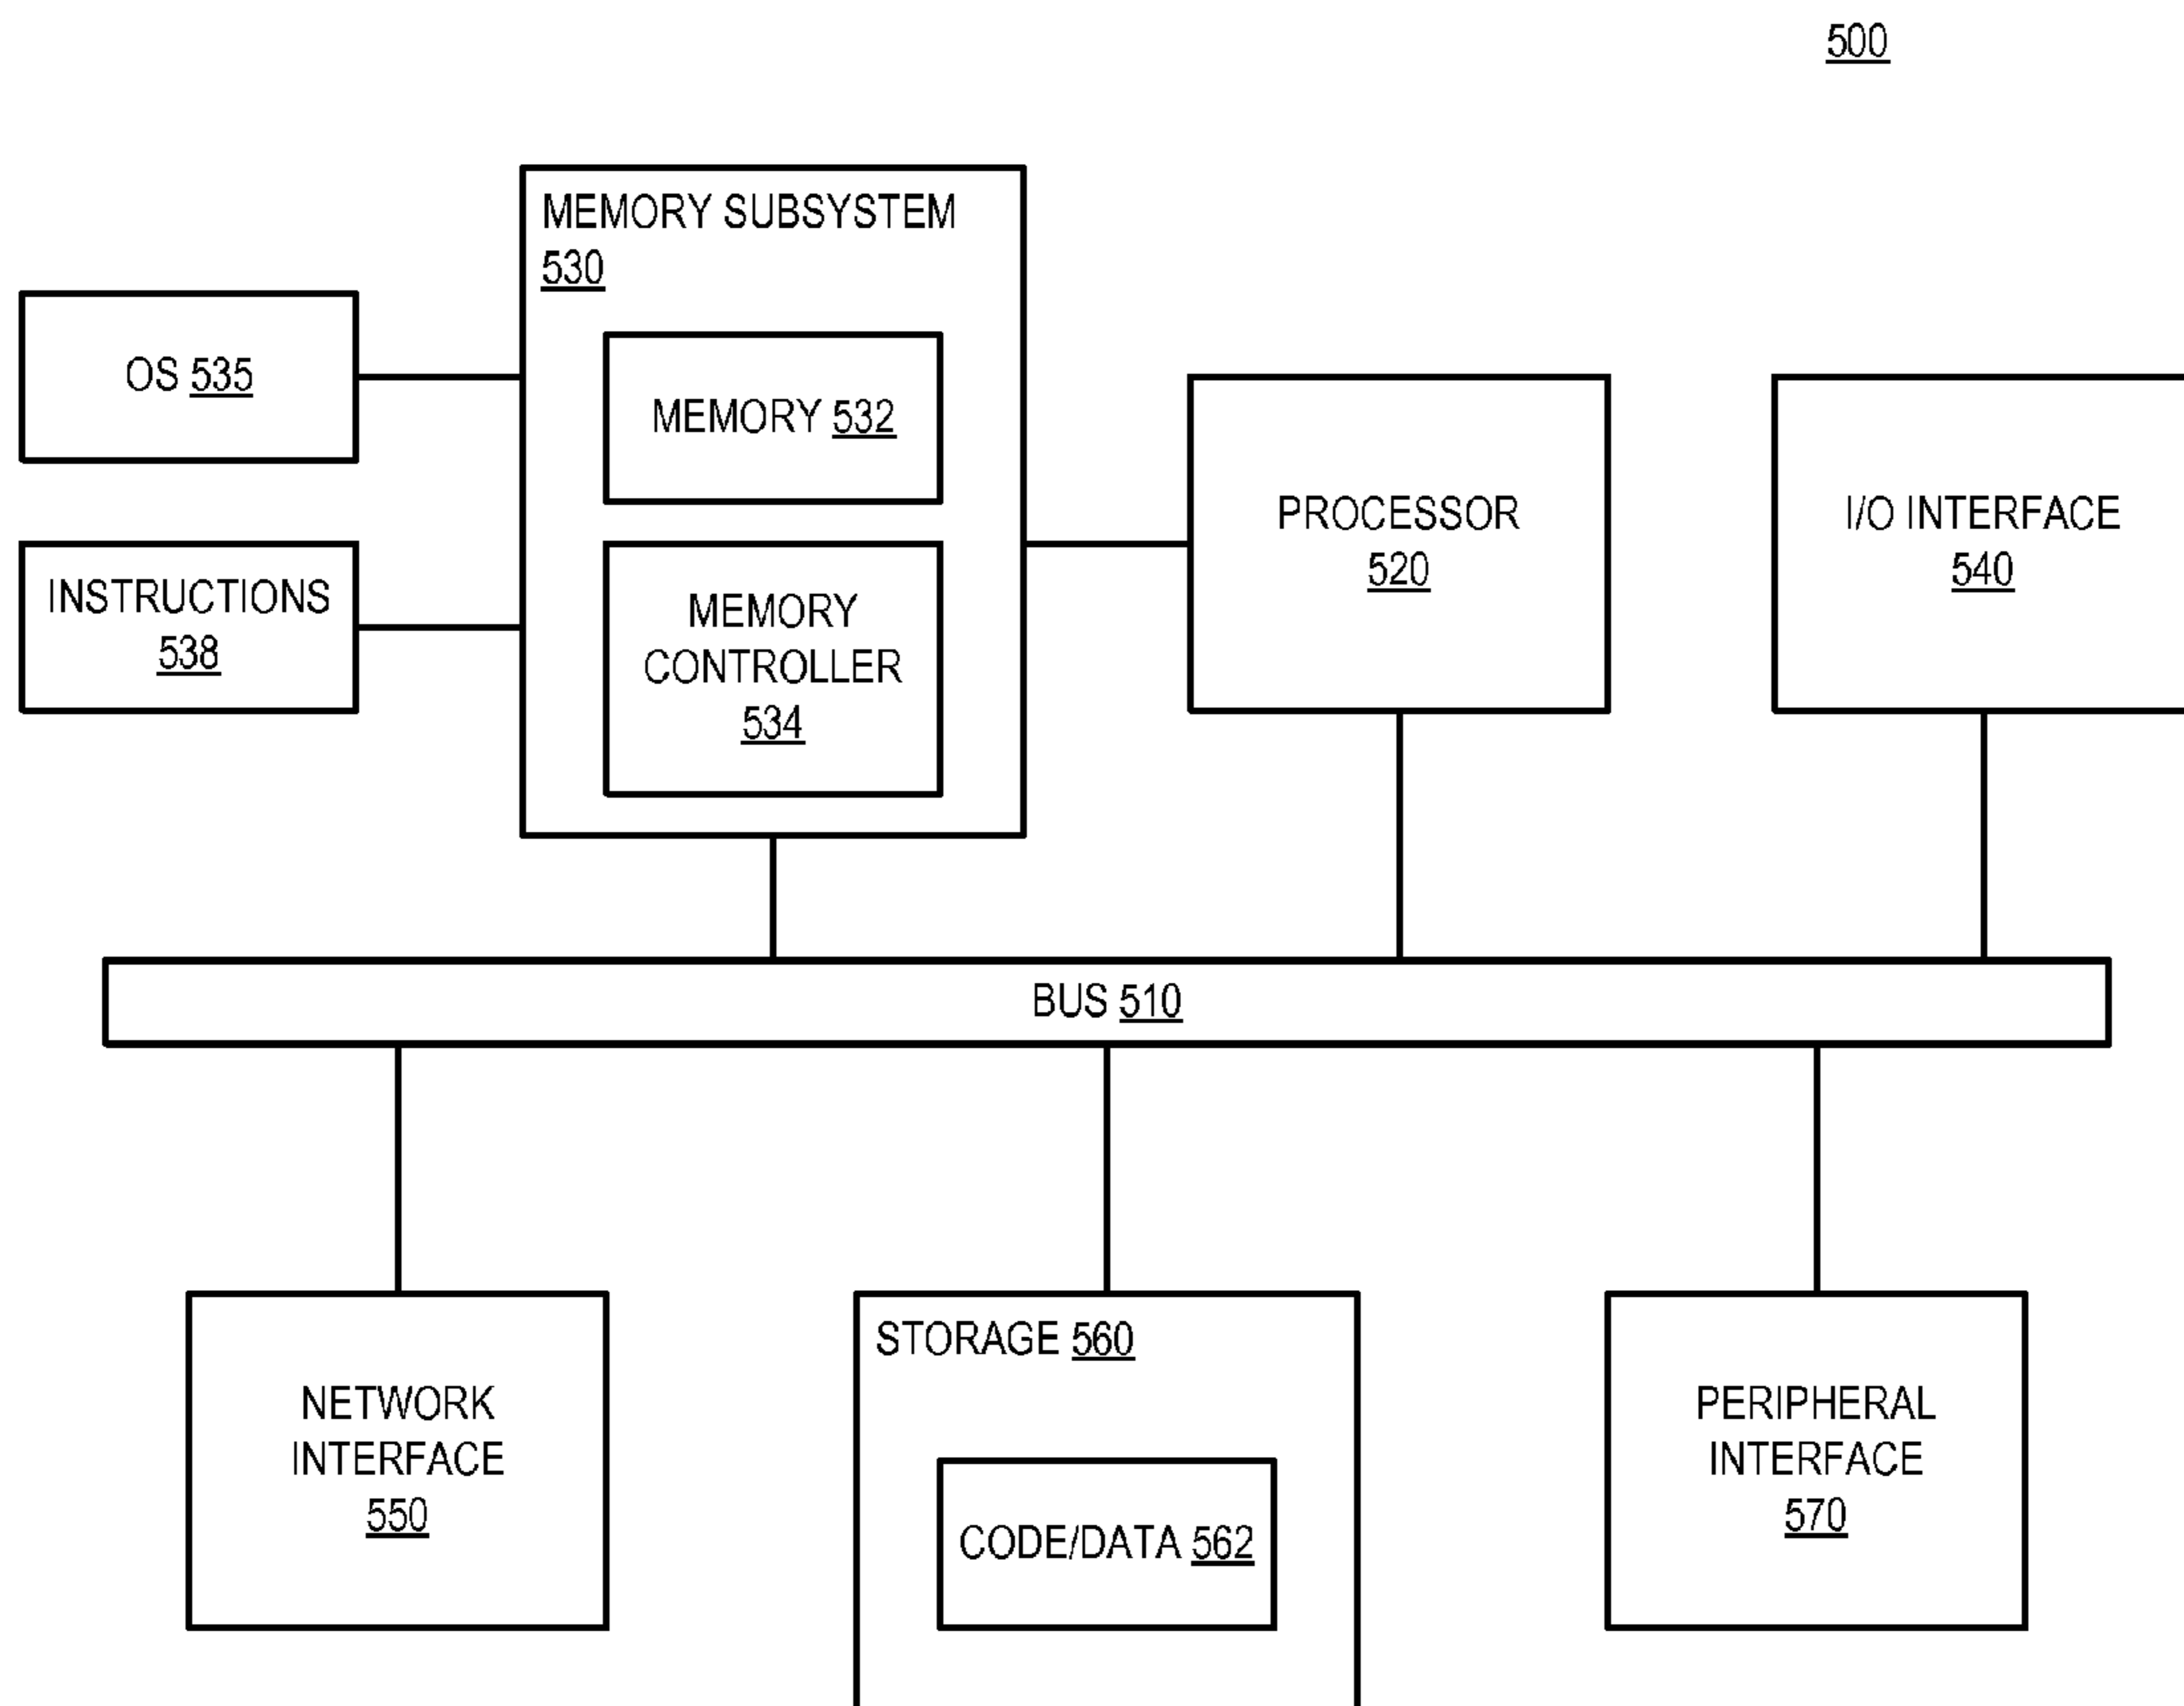 500
MEMORY SUBSYSTEM
530
OS 535
MEMORY 532
PROCESSOR
520
I/O INTERFACE
540
INSTRUCTIONS
538
MEMORY
CONTROLLER
534
BUS 510
NETWORK
INTERFACE
550
STORAGE 560
CODE/DATA 562
PERIPHERAL
INTERFACE
570